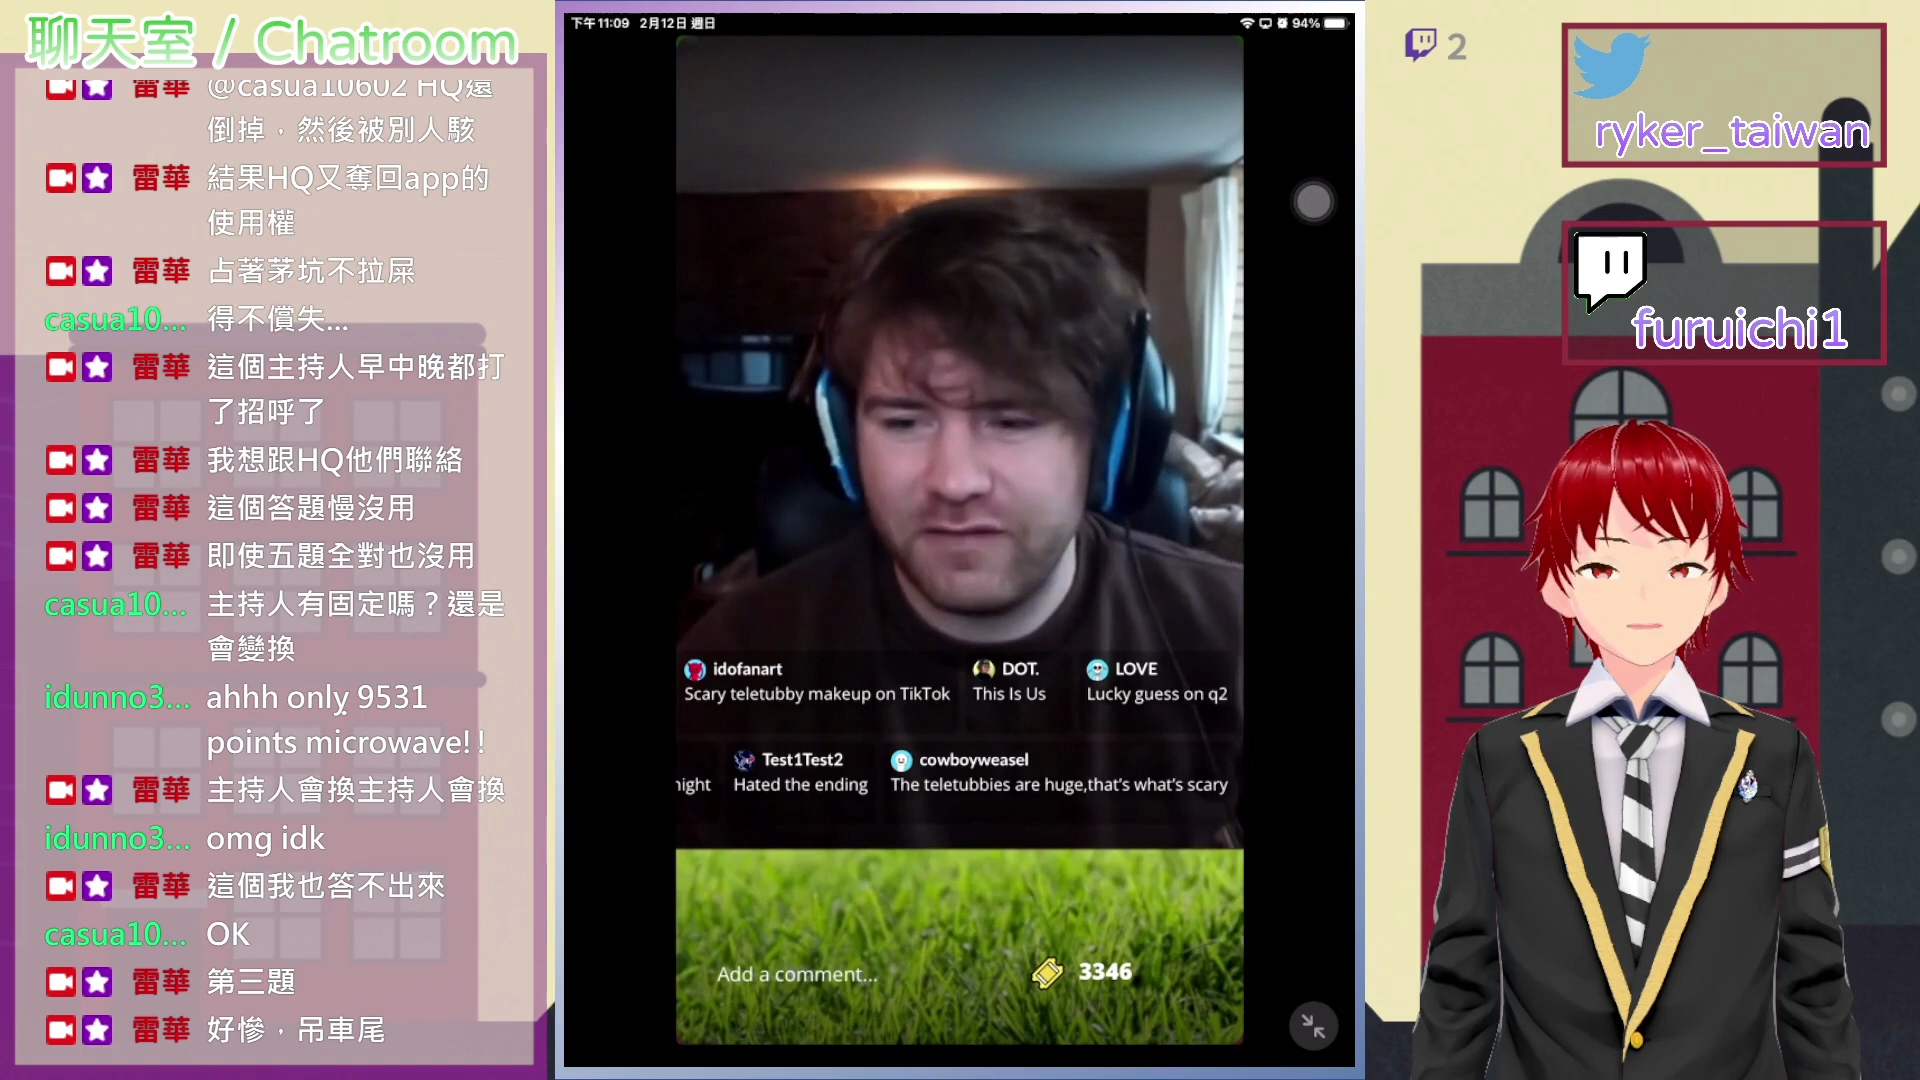 聊天室 / Chatroom
雷華 @casua10602 HQ還
倒掉，然後被別人駭
雷華 結果HQ又奪回app的
使用權
雷華 占著茅坑不拉屎
casua10... 得不償失...
雷華 這個主持人早中晚都打
了招呼了
雷華 我想跟HQ他們聯絡
雷華 這個答題慢沒用
雷華 即使五題全對也沒用
casua10... 主持人有固定嗎？還是
會變換
idunno3... ahhh only 9531
points microwave!!
雷華 主持人會換主持人會換
idunno3... omg idk
雷華 這個我也答不出來
casua10... OK
雷華 第三題
雷華 好慘，吊車尾
下午11:09 2月12日 週日
94%
idofanart
Scary teletubby makeup on TikTok
DOT.
This Is Us
LOVE
Lucky guess on q2
Test1Test2
Hated the ending
cowboyweasel
The teletubbies are huge,that's what's scary
Add a comment...
3346
2
ryker_taiwan
furuichi1